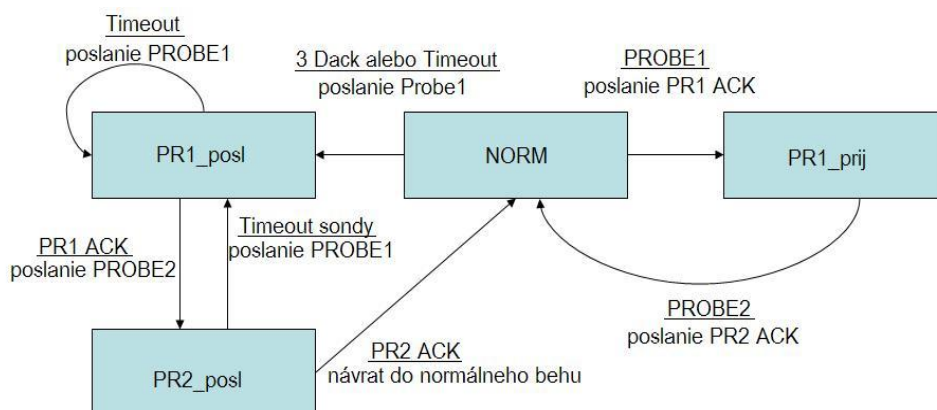 Timeout
poslanie PROBE1
3 Dack alebo Timeout
poslanie Probe1
PROBE1
poslanie PR1 ACK
PR1_posl
NORM
PR1_prij
PR1 ACK
poslanie PROBE2
Timeout sondy
poslanie PROBE1
PROBE2
poslanie PR2 ACK
PR2_posl
PR2 ACK
návrat do normálneho behu